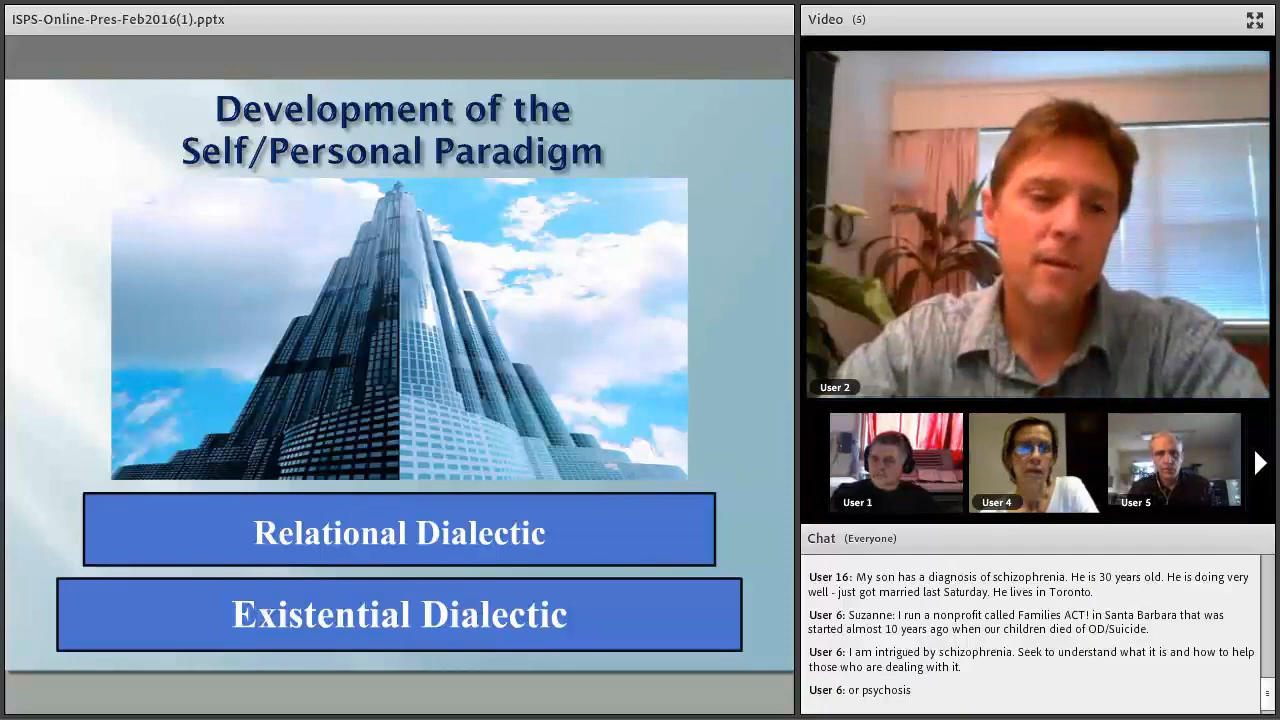 ISPS-Online-Pres-Feb2016(1).pptx
Development of the
Self/Personal Paradigm
Relational Dialectic
Existential Dialectic
Video (5)
User 2
User 1
User 4
User 5
Chat (Everyone)
User 16: My son has a diagnosis of schizophrenia. He is 30 years old. He is doing very
well - just got married last Saturday. He lives in Toronto.
User 6: Suzanne: I run a nonprofit called Families ACT! in Santa Barbara that was
started almost 10 years ago when our children died of OD/Suicide.
User 6: I am intrigued by schizophrenia. Seek to understand what it is and how to help
those who are dealing with it.
User 6: or psychosis